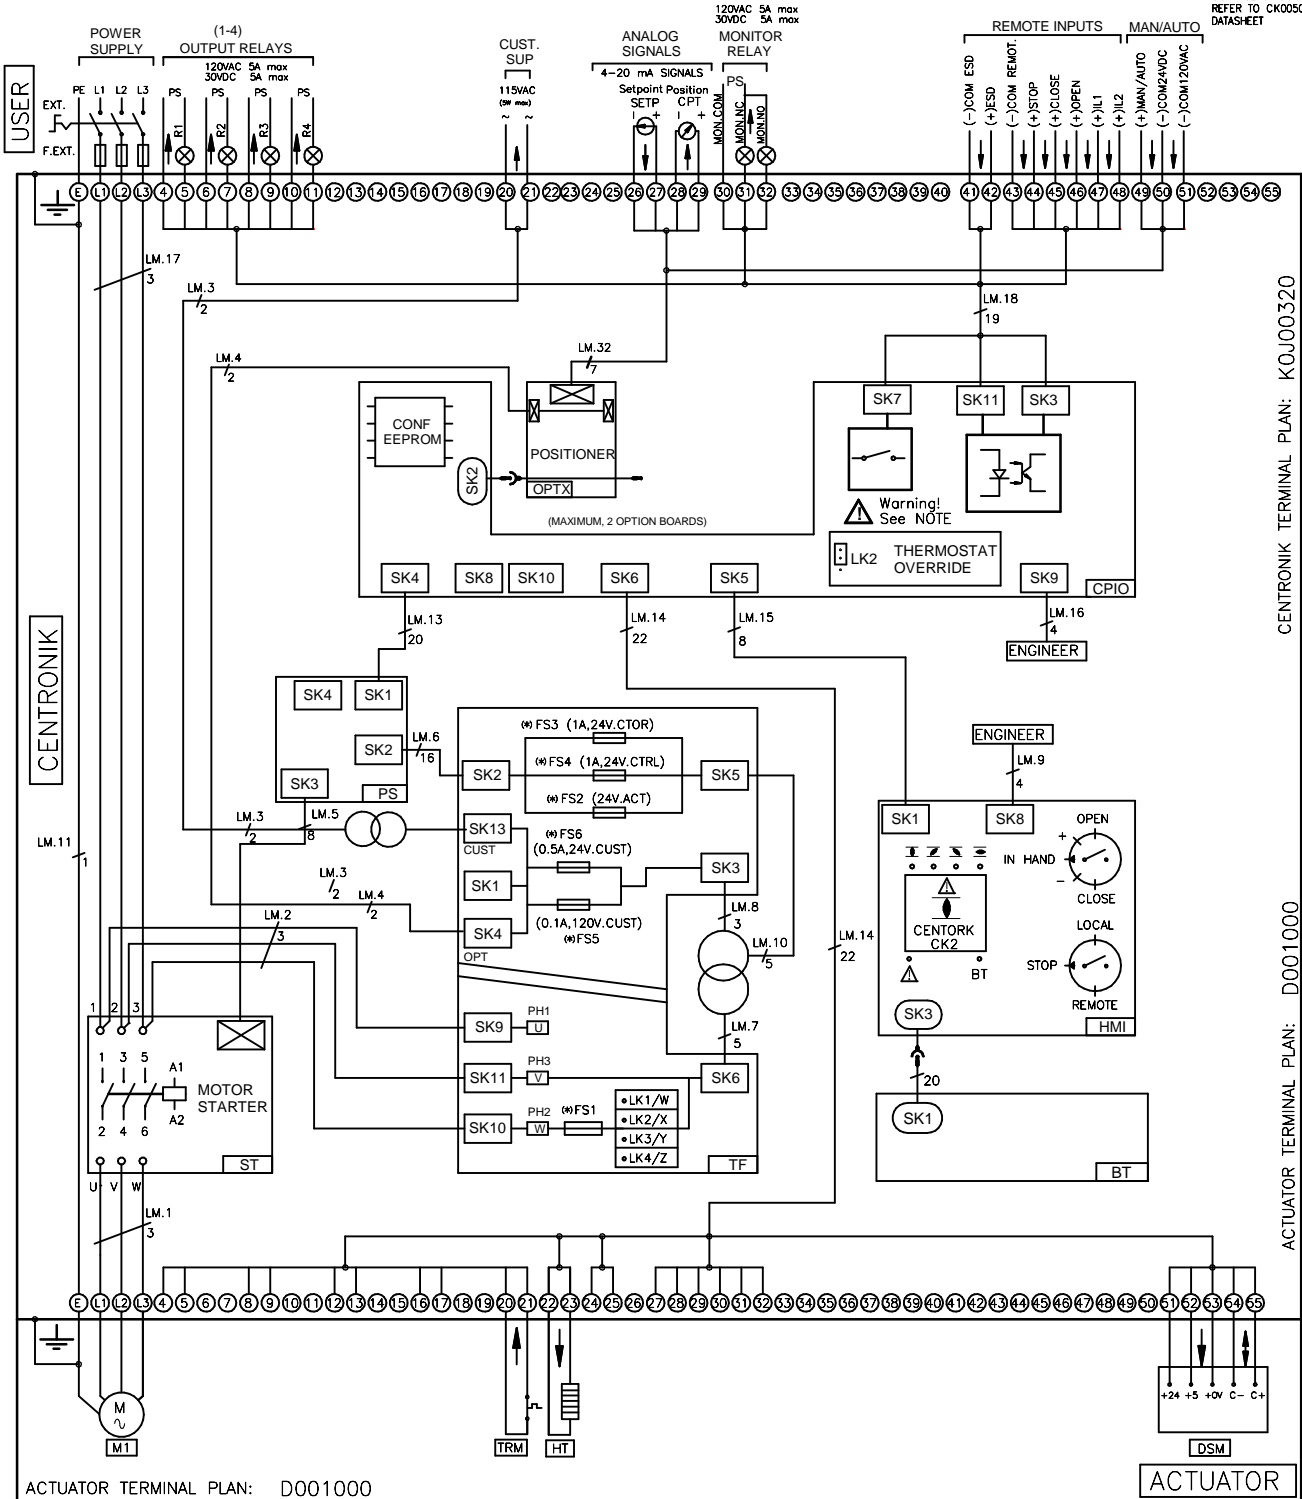 120VAC 5A max
30VDC 5A max
REFER TO CK005
DATASHEET
POWER
SUPPLY
(1-4)
OUTPUT RELAYS
120VAC 5A max
30VDC 5A max
CUST.
SUP
115VAC
(5W max)
~ ~
ANALOG
SIGNALS
4-20 mA SIGNALS
Setpoint Position
SETP CPT
- + - +
MONITOR
RELAY
PS
MON.COM
MON.NC
MON.NO
REMOTE INPUTS
MAN/AUTO
(-)COM ESD
(+)ESD
(-)COM REMOT.
(+)STOP
(+)CLOSE
(+)OPEN
(+)IL1
(+)IL2
(+)MAN/AUTO
(-)COM24VDC
(-)COM120VAC
USER
EXT.
F.EXT.
PE L1 L2 L3 PS PS PS PS
R1 R2 R3 R4
E L1 L2 L3 4 5 6 7 8 9 10 11 12 13 14 15 16 17 18 19 20 21 22 23 24 25 26 27 28 29 30 31 32 33 34 35 36 37 38 39 40 41 42 43 44 45 46 47 48 49 50 51 52 53 54 55
LM.17
3
LM.3
2
LM.18
19
LM.4
2
LM.32
7
CENTRONIK TERMINAL PLAN: K0J00320
CONF
EEPROM
SK2
POSITIONER
OPTX
(MAXIMUM, 2 OPTION BOARDS)
SK7
SK11
SK3
Warning!
See NOTE
LK2
THERMOSTAT
OVERRIDE
SK4
SK8
SK10
SK6
SK5
SK9
CPIO
LM.13
20
LM.14
22
LM.15
8
LM.16
4
ENGINEER
CENTRONIK
SK4
SK1
SK2
SK3
PS
LM.6
16
LM.3
2
LM.5
8
LM.11
1
LM.3
2
LM.4
2
LM.2
3
(*)FS3 (1A,24V.CTOR)
(*)FS4 (1A,24V.CTRL)
(*)FS2 (24V.ACT)
SK2
SK5
SK13
CUST
(*)FS6
(0.5A,24V.CUST)
SK1
SK3
(0.1A,120V.CUST)
(*)FS5
SK4
OPT
LM.8
3
LM.10
5
LM.7
5
SK9
PH1
U
SK11
PH3
V
SK6
SK10
PH2
W
(*)FS1
LK1/W
LK2/X
LK3/Y
LK4/Z
TF
LM.14
22
ENGINEER
LM.9
4
SK1
SK8
OPEN
+
IN HAND
-
CLOSE
CENTORK
CK2
BT
LOCAL
STOP
REMOTE
SK3
HMI
20
SK1
BT
1 2 3
1 3 5
A1
MOTOR
STARTER
A2
2 4 6
ST
U V W
LM.1
3
ACTUATOR TERMINAL PLAN: D001000
E L1 L2 L3 4 5 6 7 8 9 10 11 12 13 14 15 16 17 18 19 20 21 22 23 24 25 26 27 28 29 30 31 32 33 34 35 36 37 38 39 40 41 42 43 44 45 46 47 48 49 50 51 52 53 54 55
M
~
M1
TRM
HT
+24 +5 +0V C- C+
DSM
ACTUATOR TERMINAL PLAN: D001000
ACTUATOR